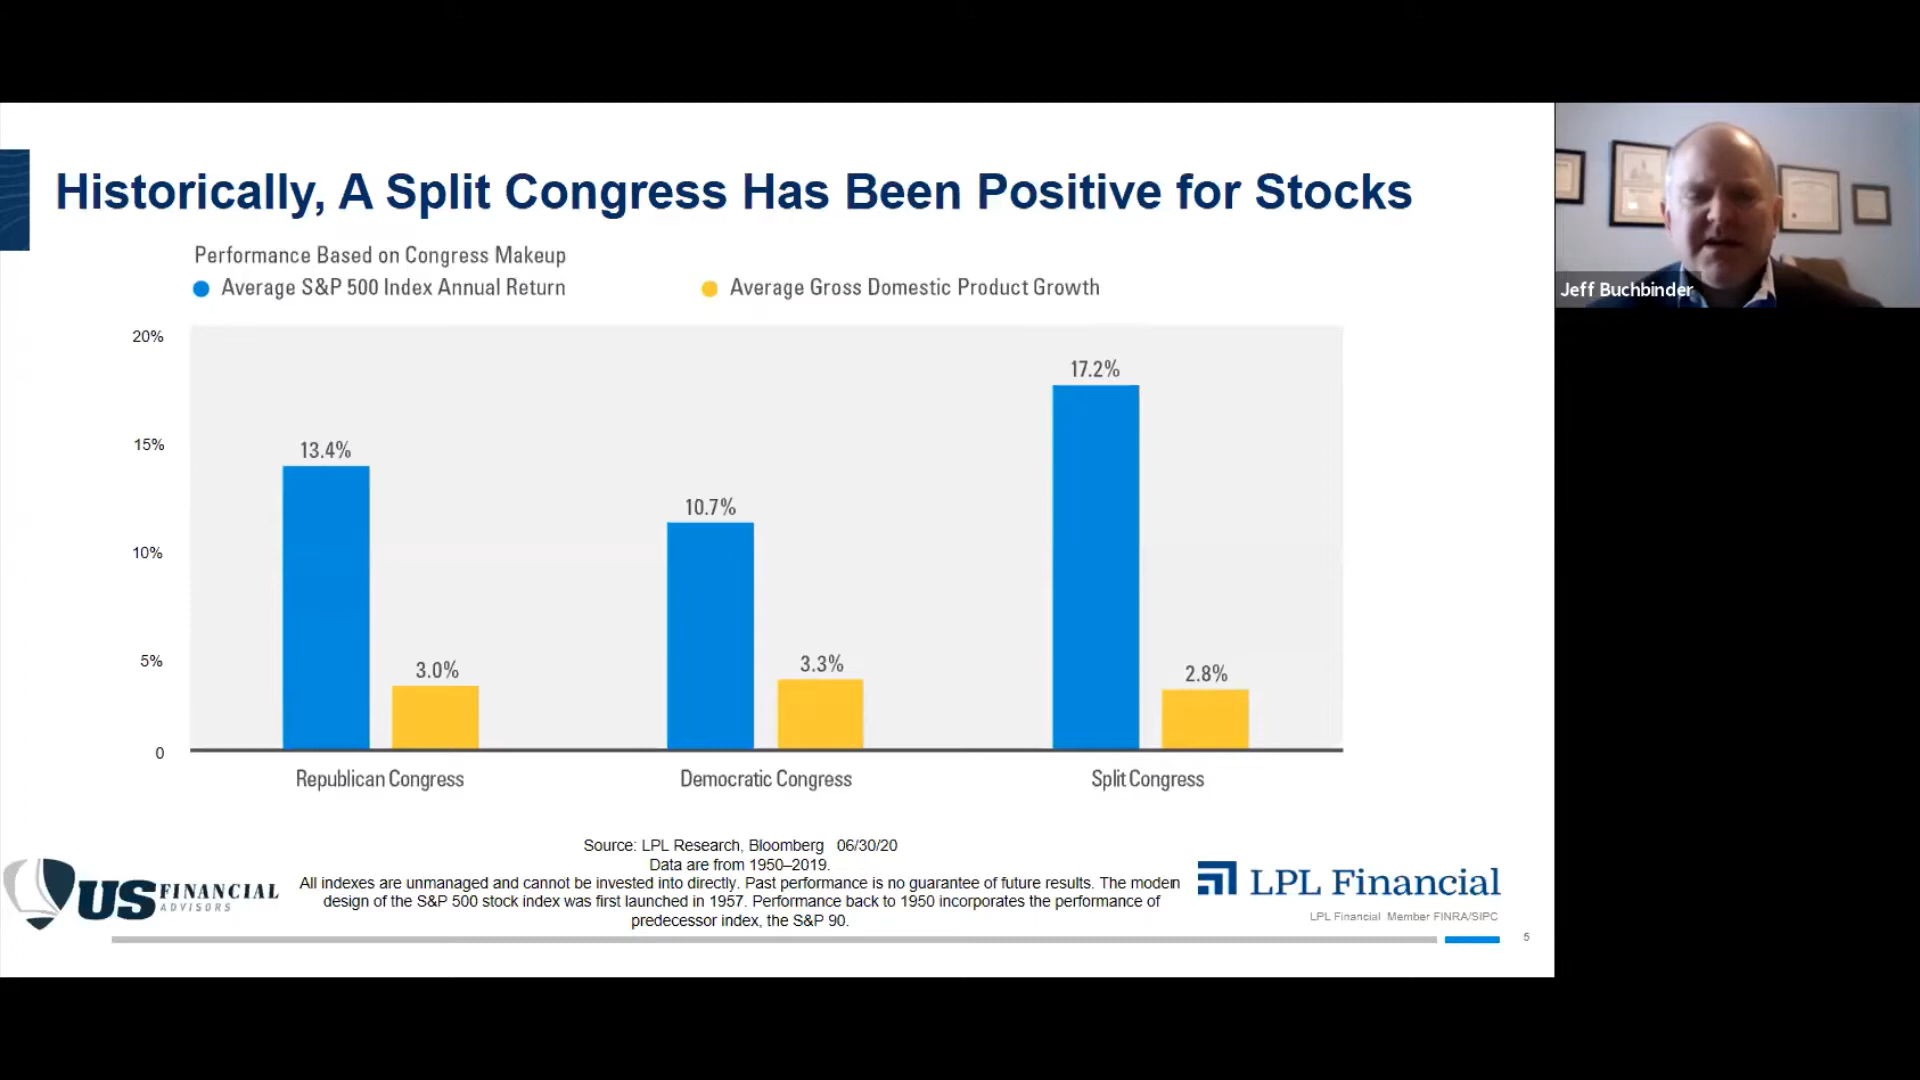 Historically, A Split Congress Has Been Positive for Stocks
Performance Based on Congress Makeup
Average S&P 500 Index Annual Return
Average Gross Domestic Product Growth
20%
15%
10%
5%
0
13.4%
3.0%
10.7%
3.3%
17.2%
2.8%
Republican Congress
Democratic Congress
Split Congress
Source: LPL Research, Bloomberg 06/30/20
Data are from 1950–2019.
All indexes are unmanaged and cannot be invested into directly. Past performance is no guarantee of future results. The modern
design of the S&P 500 stock index was first launched in 1957. Performance back to 1950 incorporates the performance of
predecessor index, the S&P 90.
US FINANCIAL
ADVISORS
LPL Financial
LPL Financial Member FINRA/SIPC
5
Jeff Buchbinder